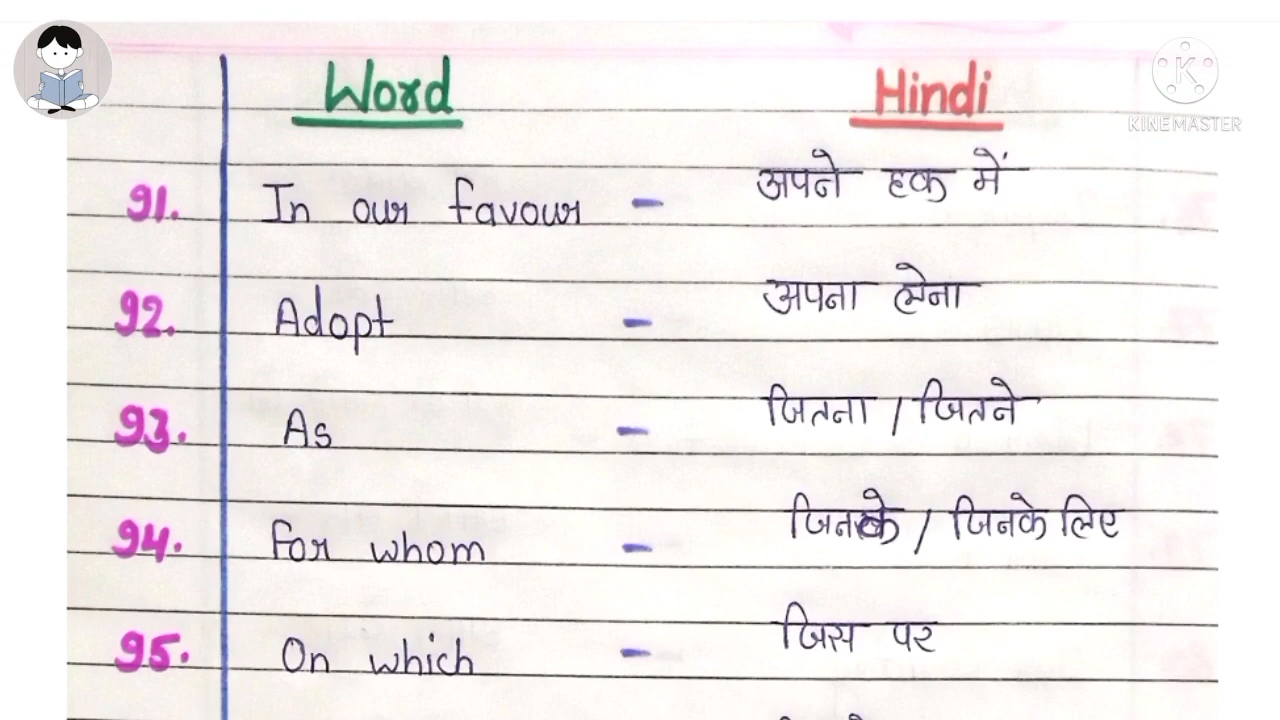 Word Hindi
KINEMASTER
91. In our favour - अपने हक में
92. Adopt - अपना लेना
93. As - जितना / जितने
94. For whom - जिनके / जिनके लिए
95. On which - जिस पर